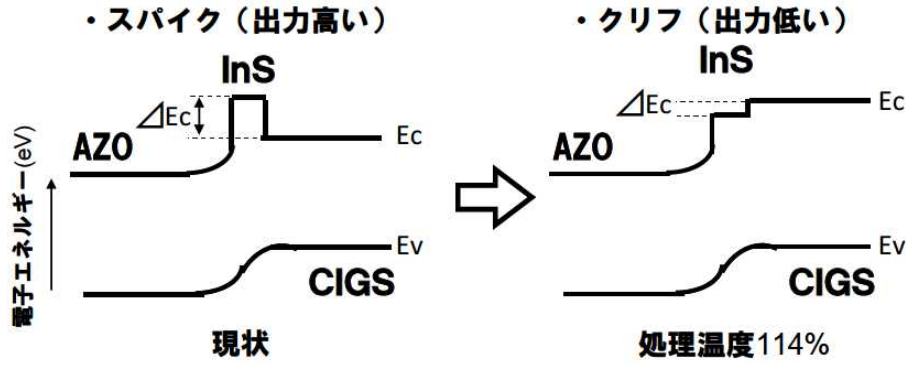 ・スパイク（出力高い）
InS
⊿Ec
Ec
AZO
電子エネルギー(eV)
Ev
CIGS
現状
・クリフ（出力低い）
InS
⊿Ec
Ec
AZO
Ev
CIGS
処理温度114%